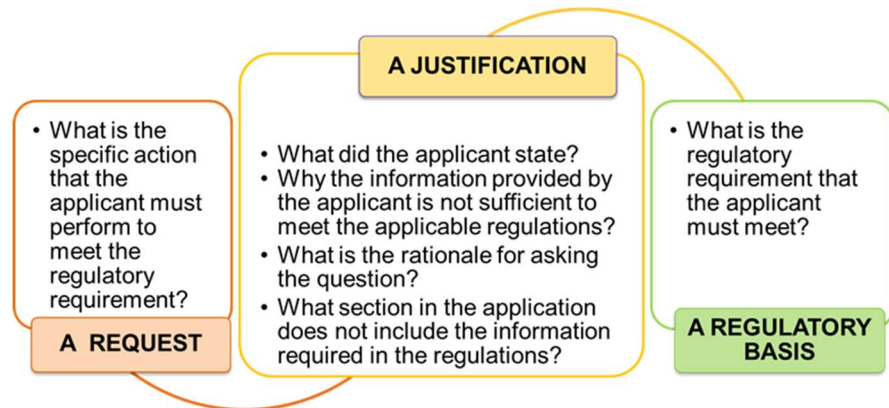 • What is the
specific action
that the
applicant must
perform to
meet the
regulatory
requirement?
A REQUEST
A JUSTIFICATION
• What did the applicant state?
• Why the information provided by
the applicant is not sufficient to
meet the applicable regulations?
• What is the rationale for asking
the question?
• What section in the application
does not include the information
required in the regulations?
• What is the
regulatory
requirement that
the applicant
must meet?
A REGULATORY
BASIS